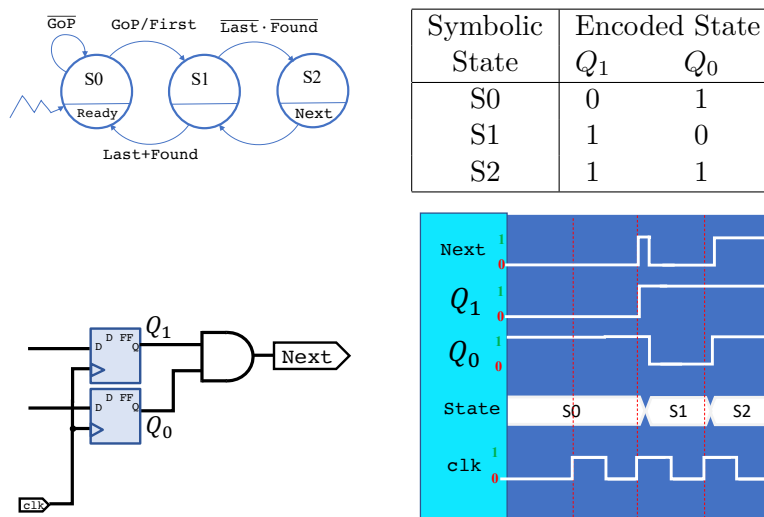 GoP
GoP/First
Last · Found
S0
S1
S2
Ready
Next
Last+Found
Symbolic Encoded State
State Q1 Q0
S0 0 1
S1 1 0
S2 1 1
D D FF Q
Q1
D D FF Q
Q0
Next
clk
Next 1 0
Q1 1 0
Q0 1 0
State S0 S1 S2
clk 1 0